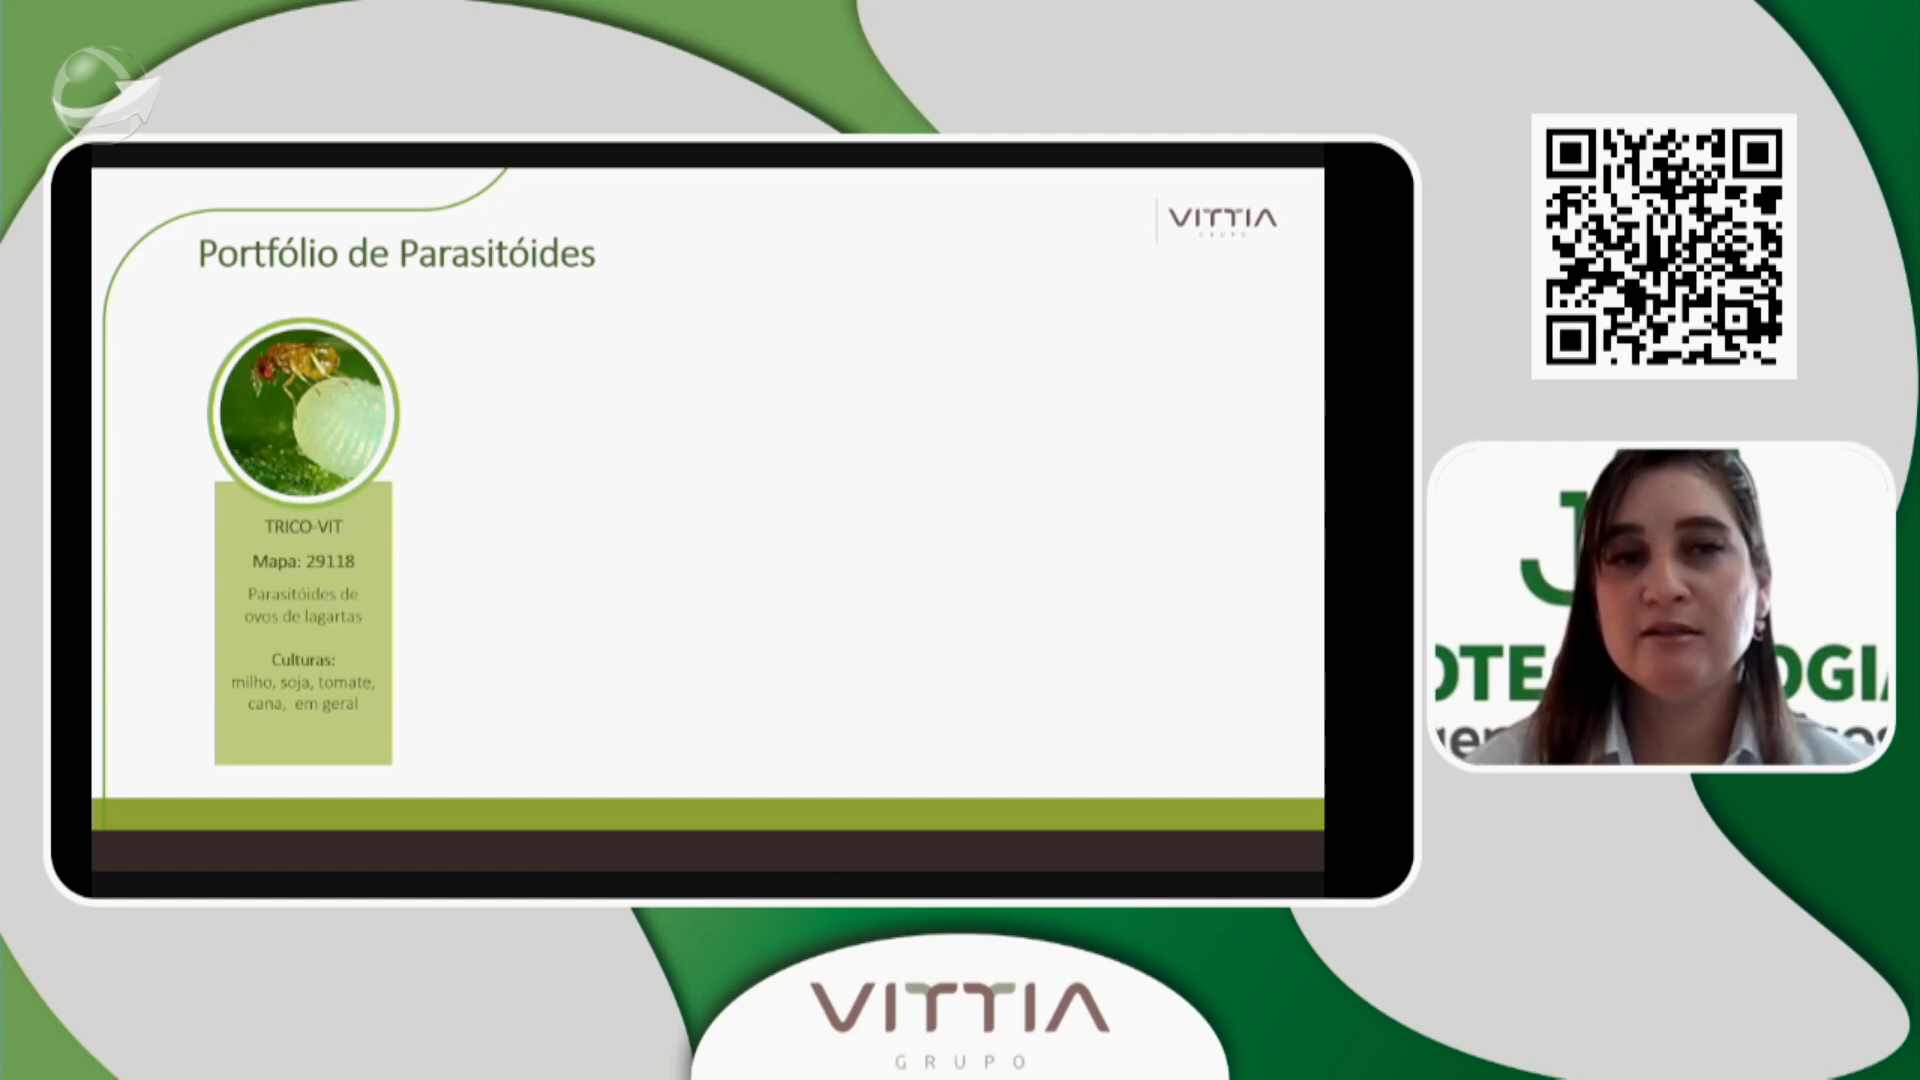 Portfólio de Parasitóides
VITTIA
GRUPO
TRICO-VIT
Mapa: 29118
Parasitóides de
ovos de lagartas
Culturas:
milho, soja, tomate,
cana, em geral
VITTIA
GRUPO